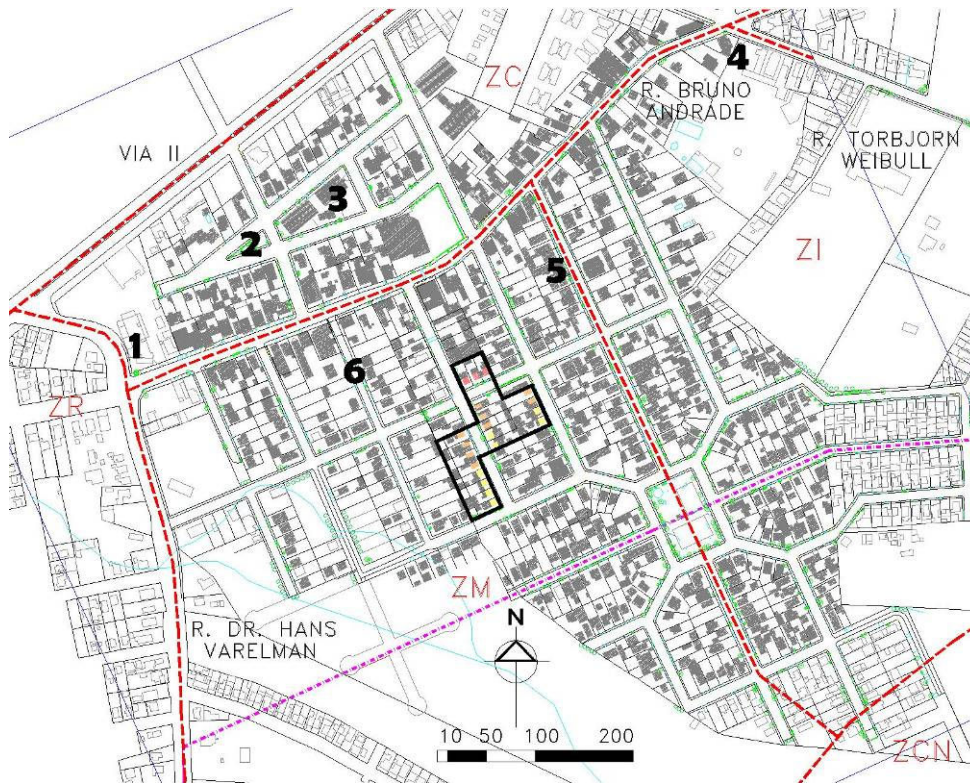 4
ZC
R. BRUNO
ANDRADE
VIA II
R. TORBJORN
WEIBULL
3
2
ZI
5
1
6
ZR
ZM
R. DR. HANS
VARELMAN
N
10 50 100 200
ZCN